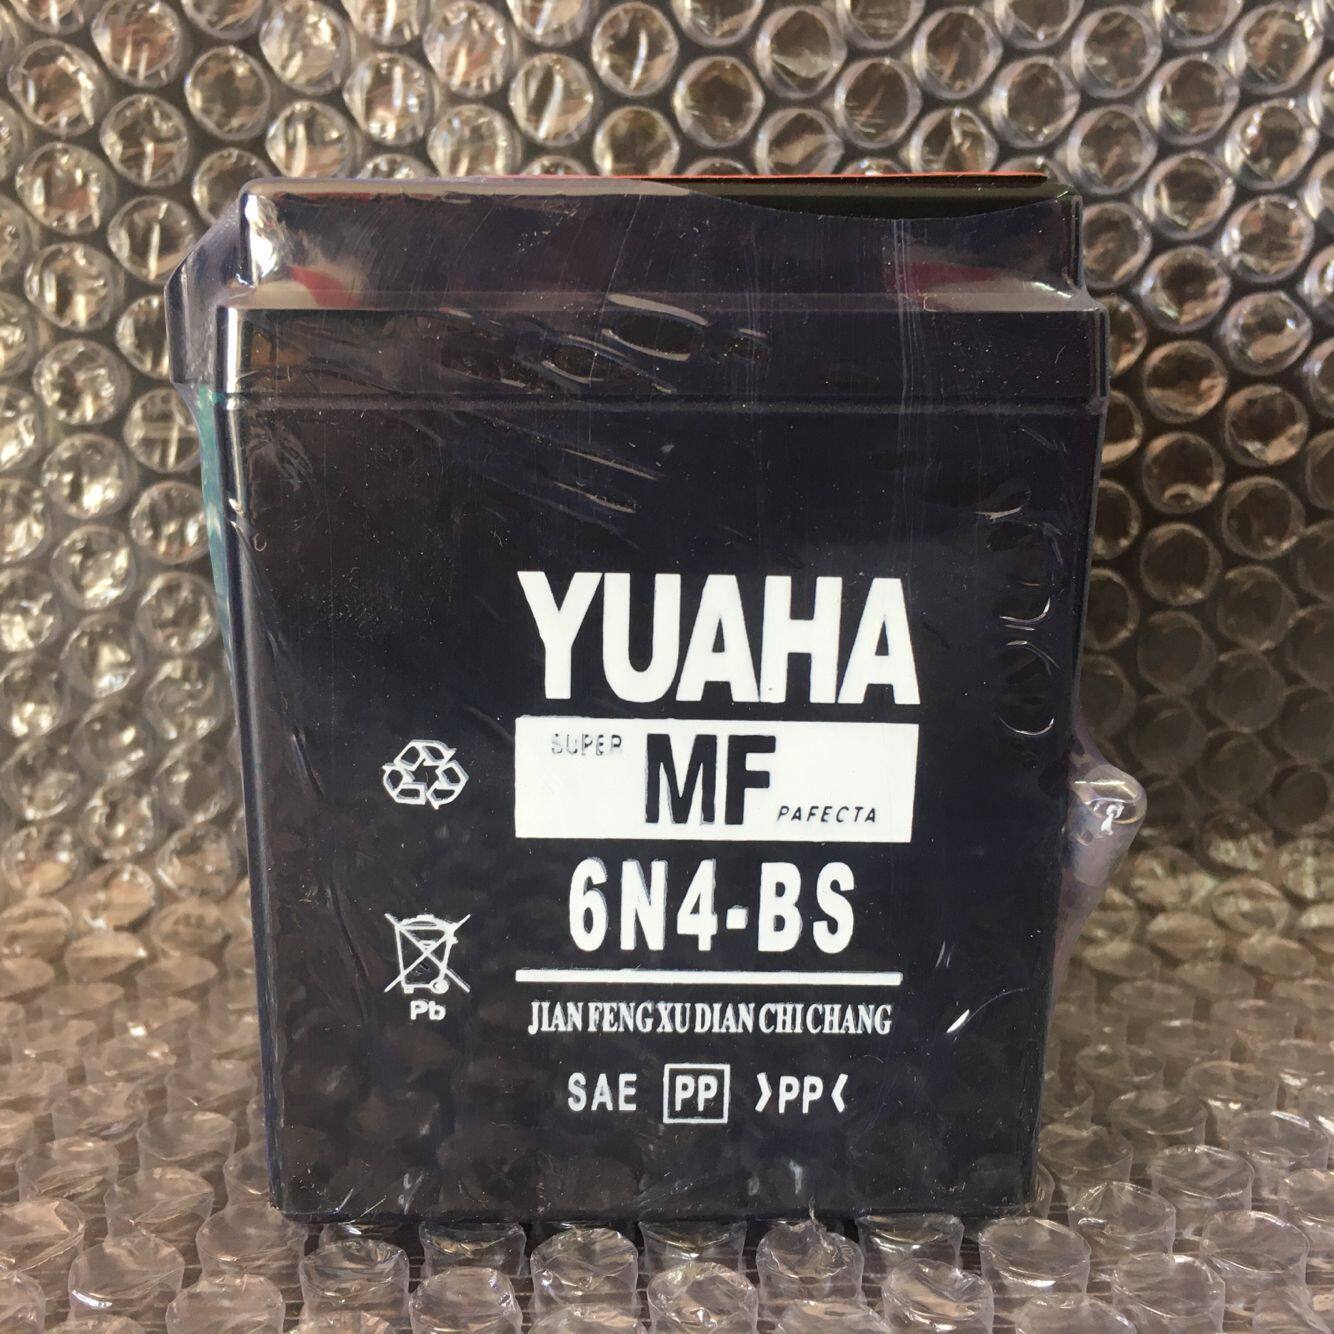 YUAHA
SUPER MF PAFECTA
6N4-BS
Pb
JIAN FENG XU DIAN CHI CHANG
SAE PP >PP<